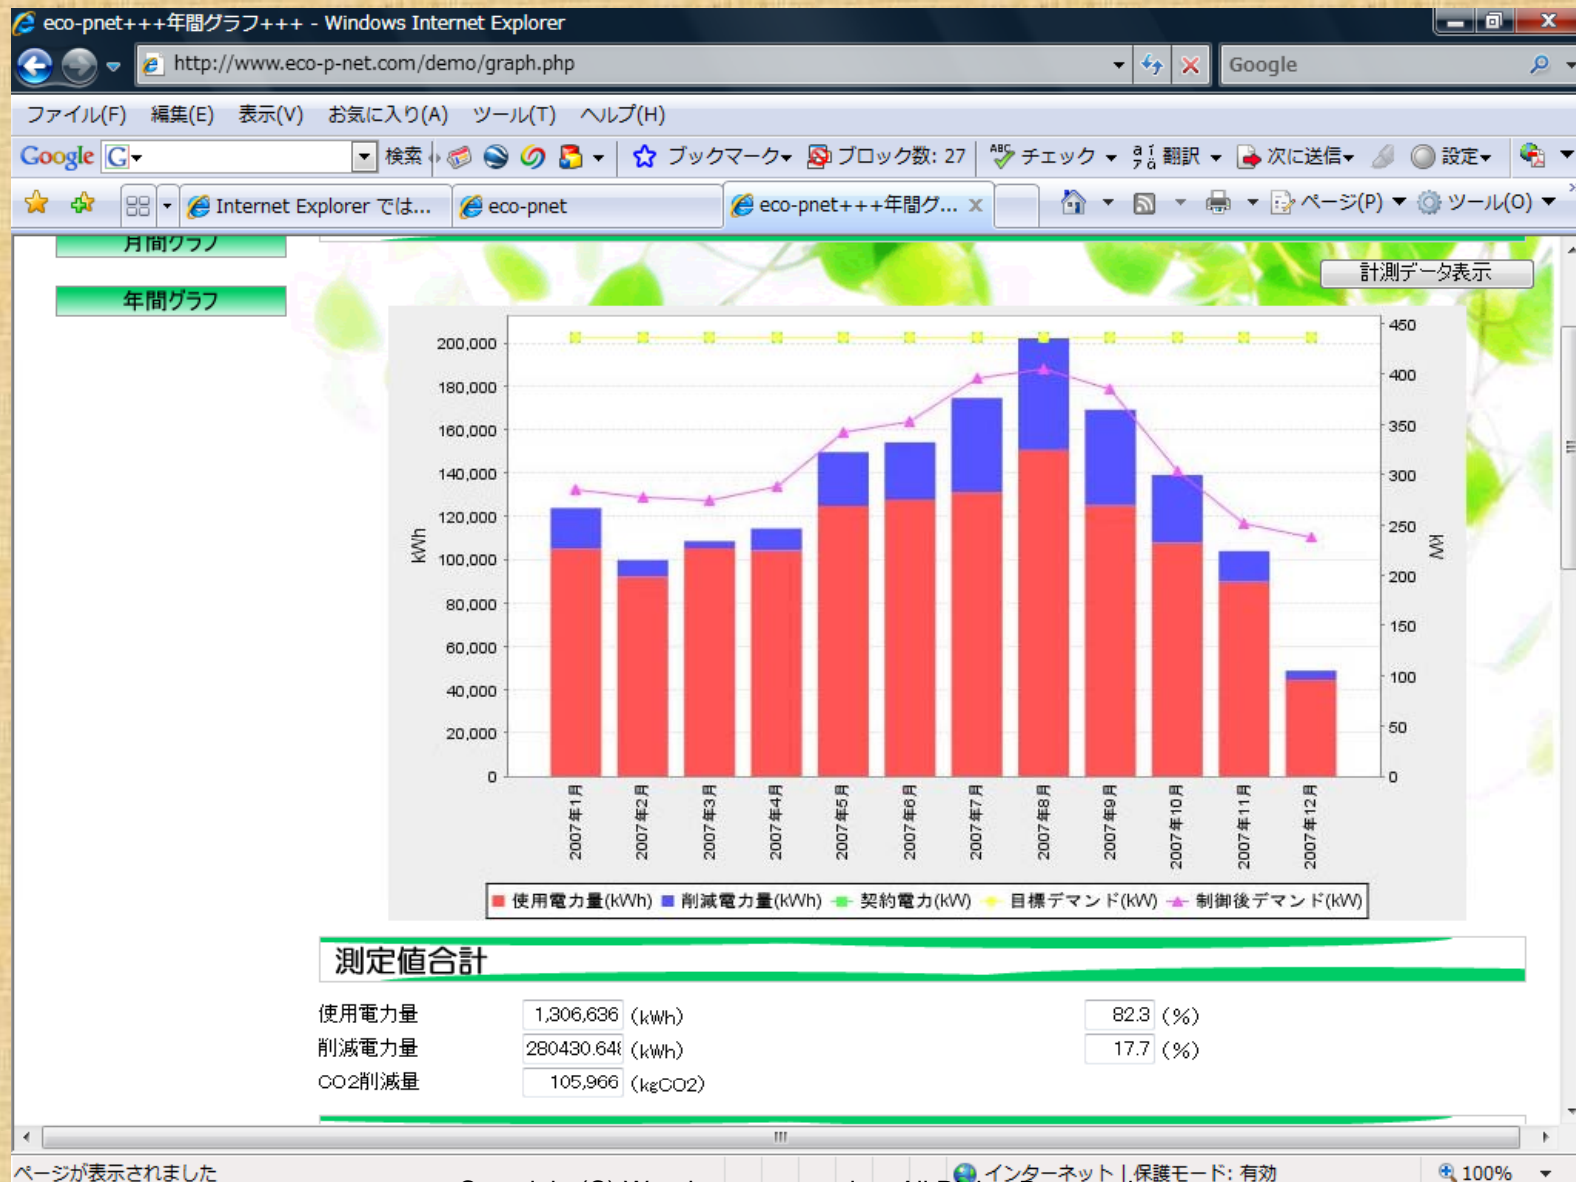 eco-pnet+++年間グラフ+++ - Windows Internet Explorer
http://www.eco-p-net.com/demo/graph.php
Google
ファイル(F) 編集(E) 表示(V) お気に入り(A) ツール(T) ヘルプ(H)
Google G 検索 ブックマーク ブロック数: 27 ABC チェック 翻訳 次に送信 設定
Internet Explorer では... eco-pnet eco-pnet+++年間グ... ページ(P) ツール(O)
月間グラフ
計測データ表示
年間グラフ
200,000
180,000
160,000
140,000
120,000
100,000
80,000
60,000
40,000
20,000
0
kWh
450
400
350
300
250
200
150
100
50
0
kW
2007年1月
2007年2月
2007年3月
2007年4月
2007年5月
2007年6月
2007年7月
2007年8月
2007年9月
2007年10月
2007年11月
2007年12月
使用電力量(kWh) 削減電力量(kWh) 契約電力(kW) 目標デマンド(kW) 制御後デマンド(kW)
測定値合計
使用電力量 1,306,636 (kWh) 82.3 (%)
削減電力量 280430.648 (kWh) 17.7 (%)
CO2削減量 105,966 (kgCO2)
ページが表示されました インターネット | 保護モード: 有効 100%